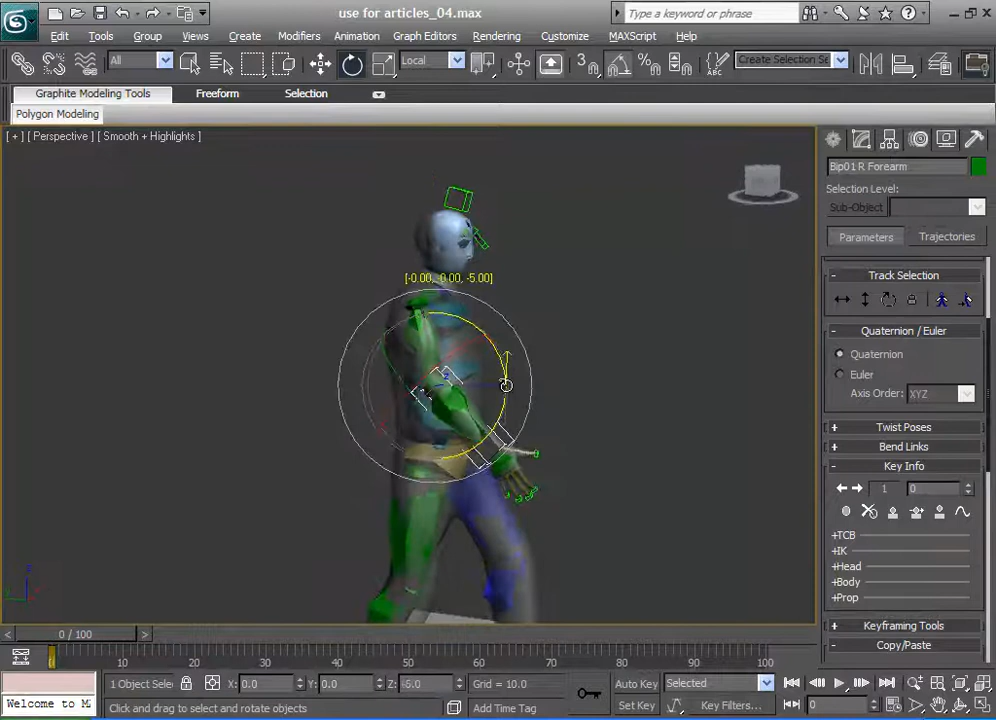 use for articles_04.max
Type a keyword or phrase
Edit Tools Group Views Create Modifiers Animation Graph Editors Rendering Customize MAXScript Help
All Local 3 Create Selection Se
Graphite Modeling Tools Freeform Selection
Polygon Modeling
[ + ] [ Perspective ] [ Smooth + Highlights ]
Bip01 R Forearm
Selection Level:
Sub-Object
Parameters Trajectories
- Track Selection
[-0.00, -0.00, -5.00]
- Quaternion / Euler
Quaternion
Euler
Axis Order: XYZ
+ Twist Poses
+ Bend Links
- Key Info
1 0
+TCB
+IK
+Head
+Body
+Prop
+ Keyframing Tools
- Copy/Paste
< 0 / 100 >
10 20 30 40 50 60 70 80 90 100
1 Object Sele X: 0.0 Y: 0.0 Z: -5.0 Grid = 10.0 Auto Key Selected
Welcome to M Click and drag to select and rotate objects Add Time Tag Set Key Key Filters... 0